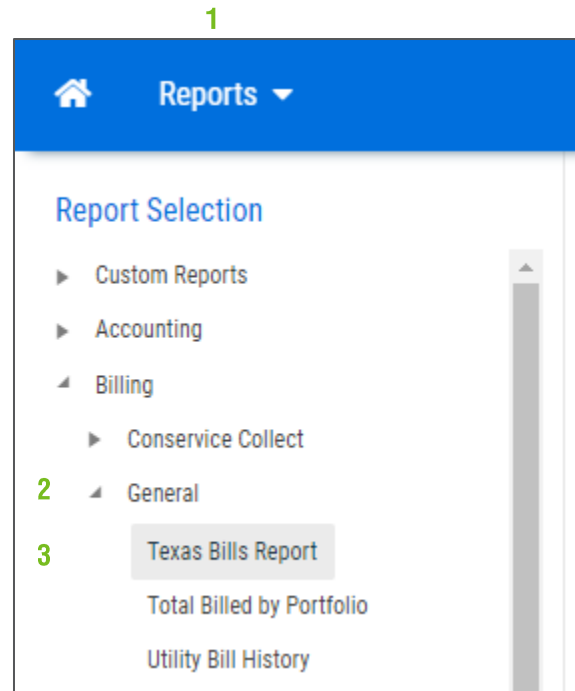 1
Reports
Report Selection
Custom Reports
Accounting
Billing
Conservice Collect
2 General
3 Texas Bills Report
Total Billed by Portfolio
Utility Bill History